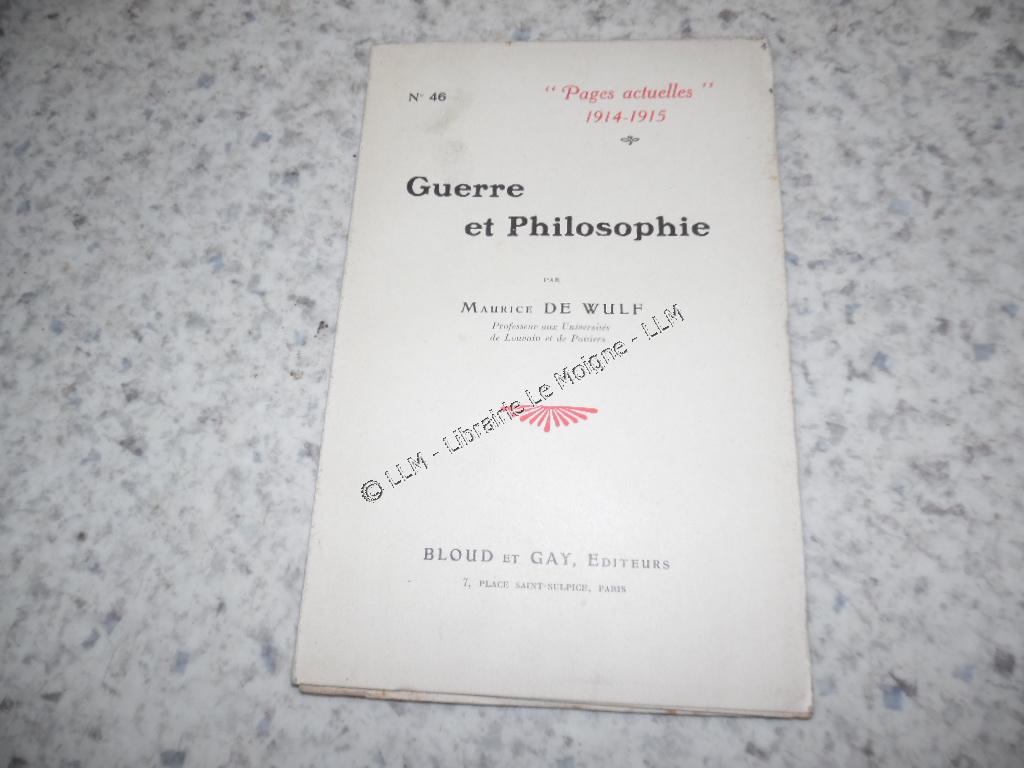 N° 46
" Pages actuelles "
1914-1915
Guerre
et Philosophie
PAR
MAURICE DE WULF
Professeur aux Universités
de Louvain et de Poitiers
© LLM - Librairie Le Moigne - LLM
BLOUD ET GAY, EDITEURS
7, PLACE SAINT-SULPICE, PARIS